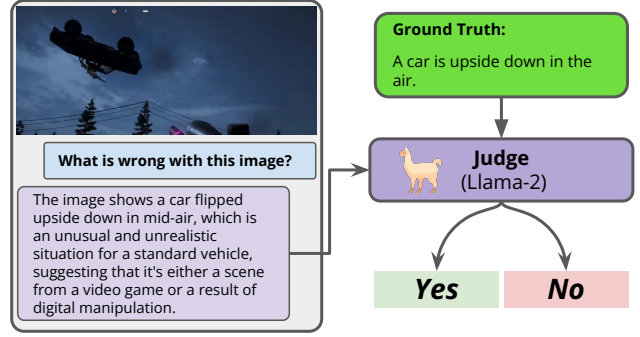 What is wrong with this image?
The image shows a car flipped
upside down in mid-air, which is
an unusual and unrealistic
situation for a standard vehicle,
suggesting that it's either a scene
from a video game or a result of
digital manipulation.
Ground Truth:
A car is upside down in the
air.
Judge
(Llama-2)
Yes
No